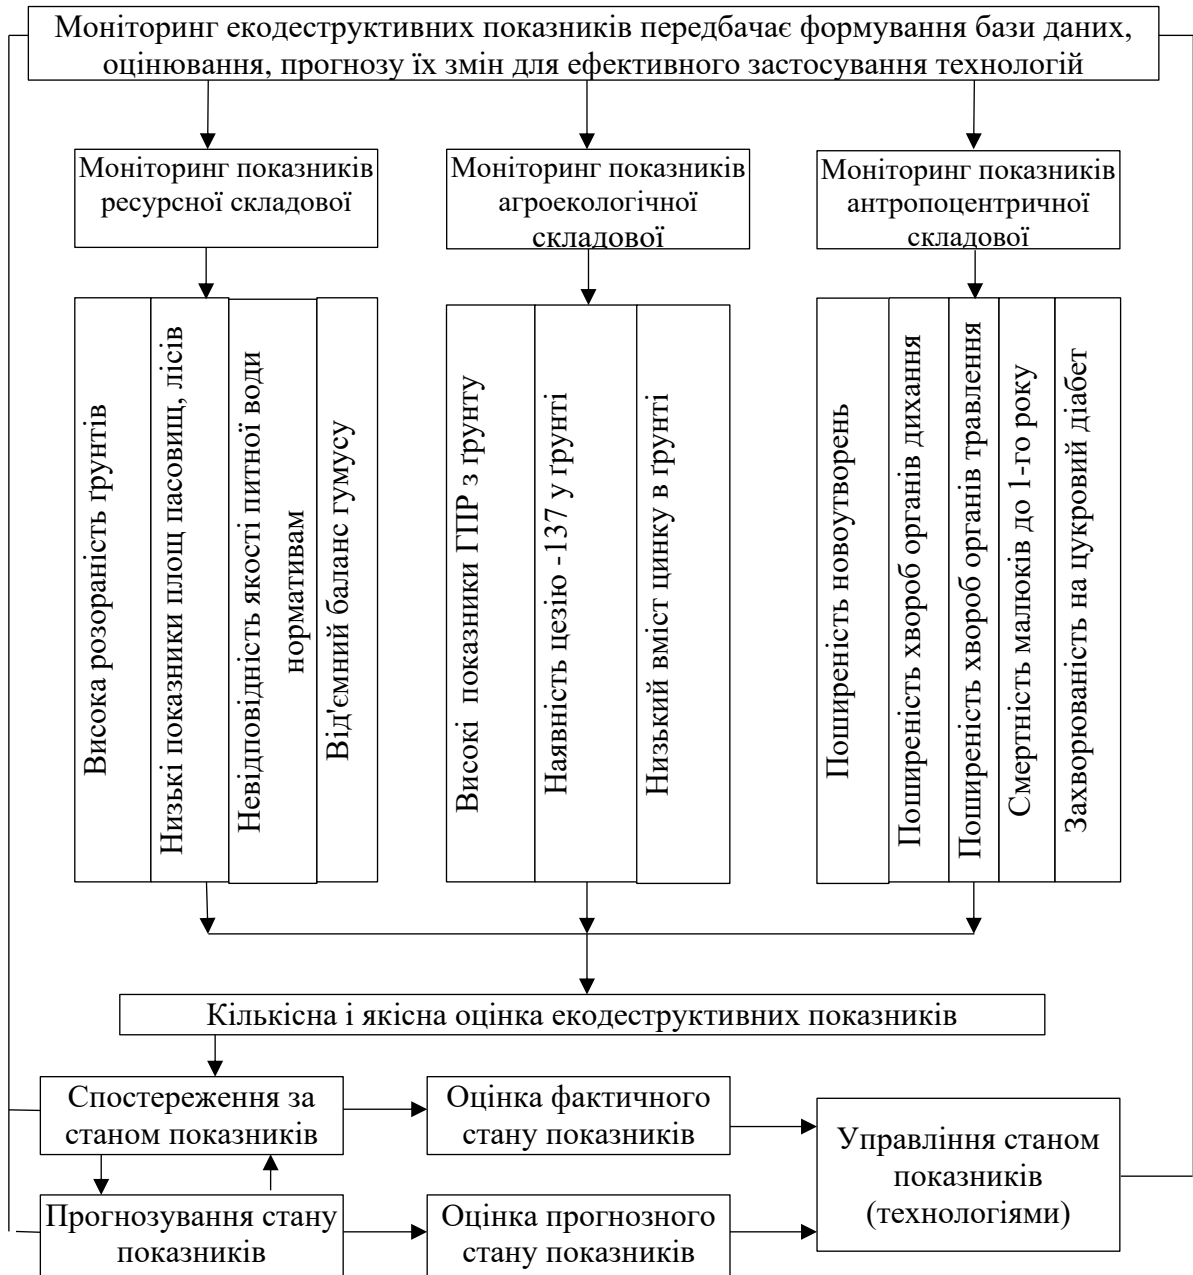 Моніторинг екодеструктивних показників передбачає формування бази даних,
оцінювання, прогнозу їх змін для ефективного застосування технологій
Моніторинг показників
ресурсної складової
Моніторинг показників
агроекологічної
складової
Моніторинг показників
антропоцентричної
складової
Висока розораність ґрунтів
Низькі показники площ пасовищ, лісів
Невідповідність якості питної води
нормативам
Від'ємний баланс гумусу
Високі показники ГПР з ґрунту
Наявність цезію -137 у ґрунті
Низький вміст цинку в ґрунті
Поширеність новоутворень
Поширеність хвороб органів дихання
Поширеність хвороб органів травлення
Смертність малюків до 1-го року
Захворюваність на цукровий діабет
Кількісна і якісна оцінка екодеструктивних показників
Спостереження за
станом показників
Оцінка фактичного
стану показників
Управління станом
показників
(технологіями)
Прогнозування стану
показників
Оцінка прогнозного
стану показників